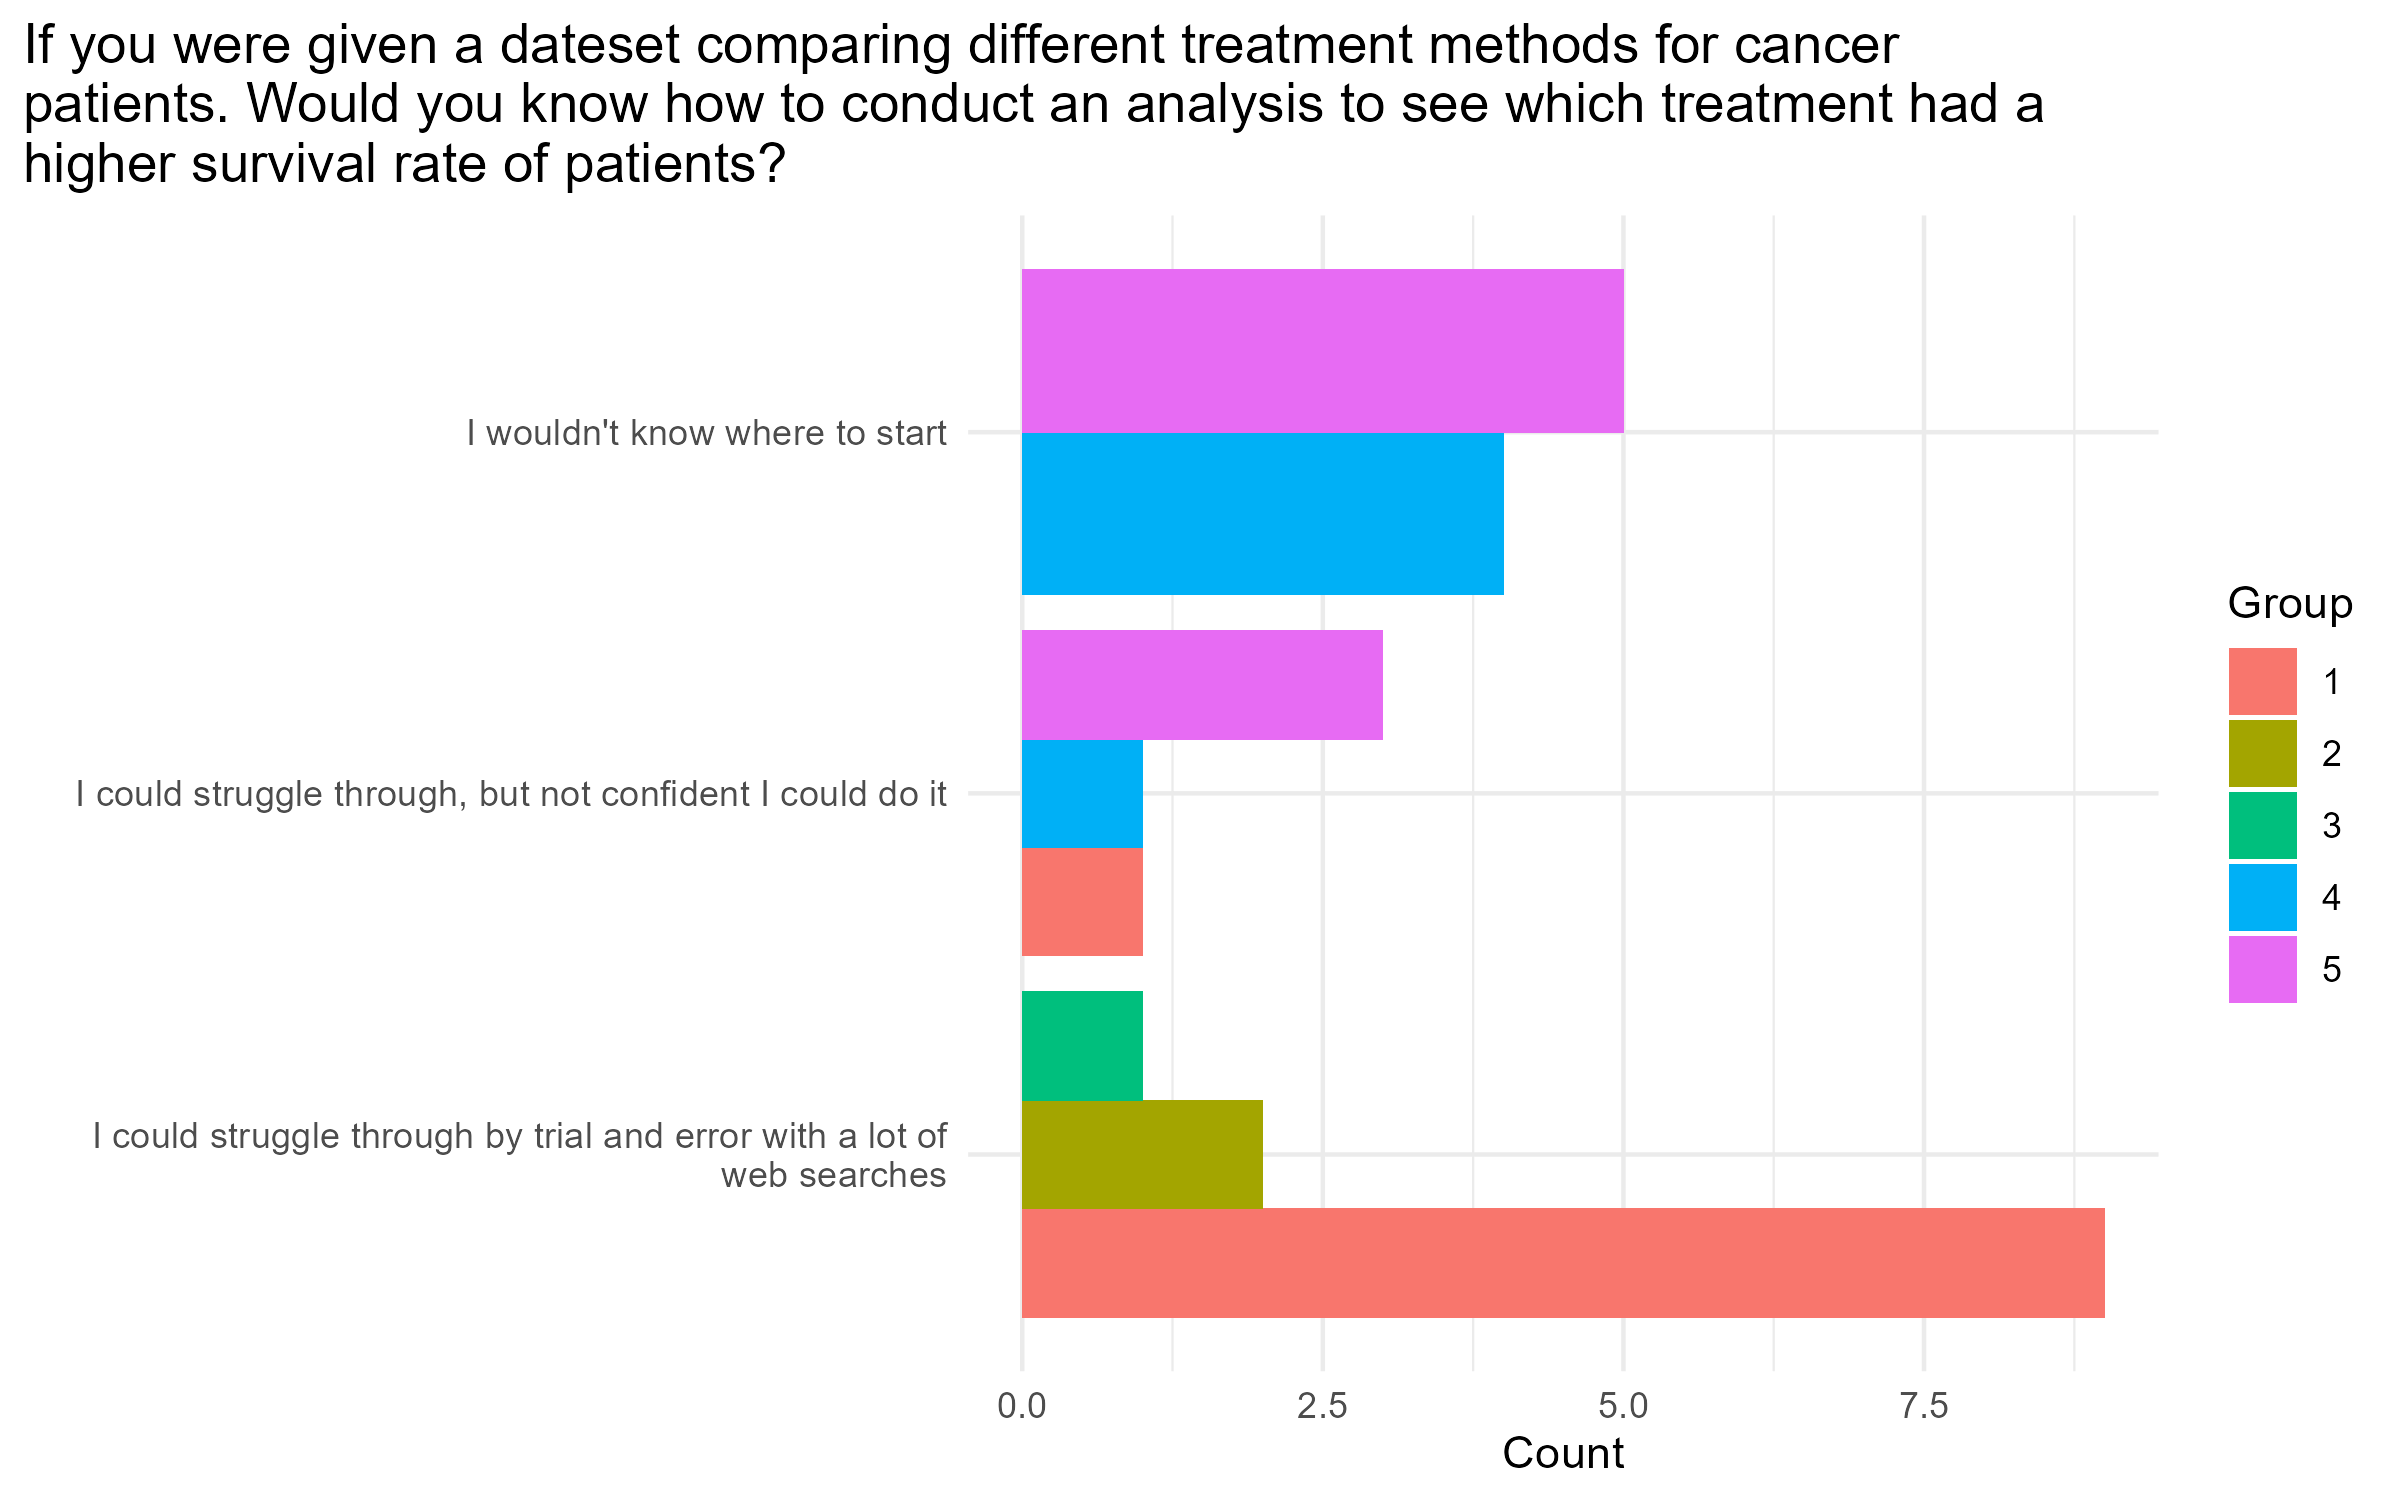 If you were given a dateset comparing different treatment methods for cancer
patients. Would you know how to conduct an analysis to see which treatment had a
higher survival rate of patients?
I wouldn't know where to start
I could struggle through, but not confident I could do it
I could struggle through by trial and error with a lot of
web searches
0.0
2.5
5.0
7.5
Count
Group
1
2
3
4
5